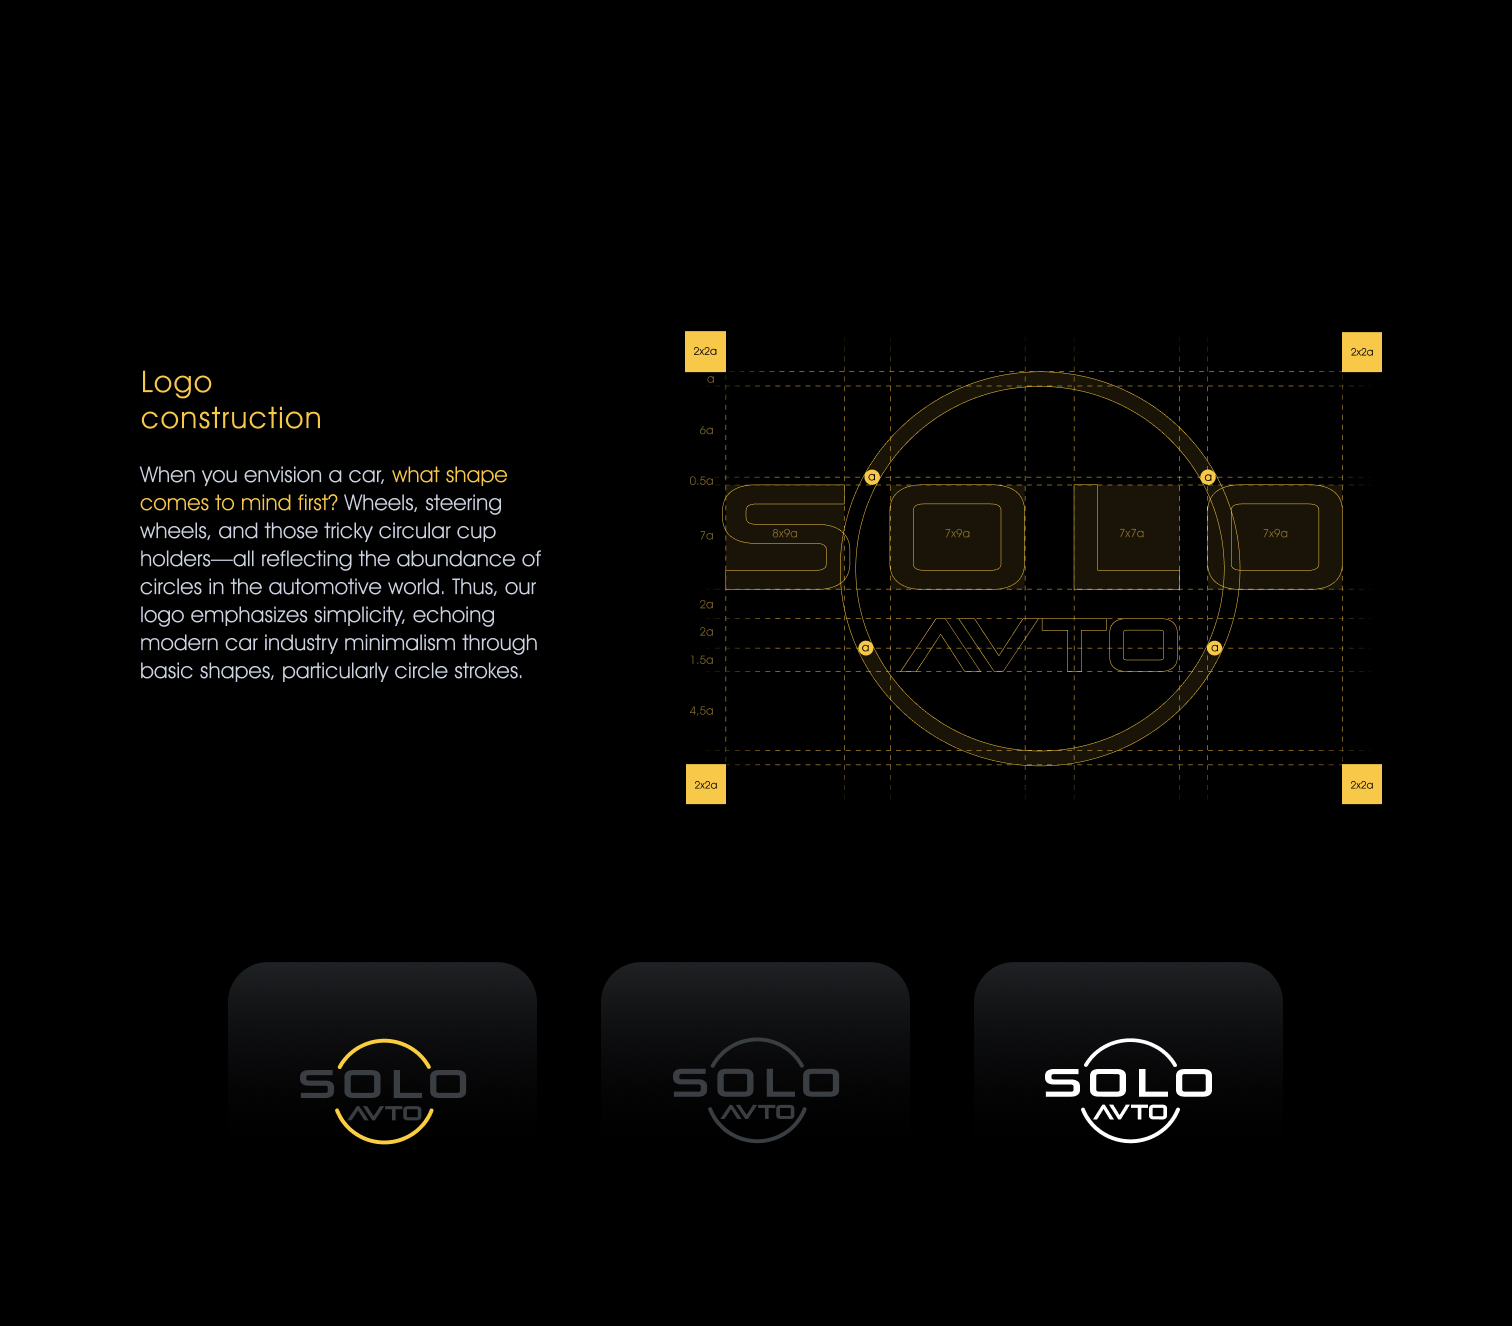 Logo
construction
When you envision a car, what shape
comes to mind first? Wheels, steering
wheels, and those tricky circular cup
holders—all reflecting the abundance of
circles in the automotive world. Thus, our
logo emphasizes simplicity, echoing
modern car industry minimalism through
basic shapes, particularly circle strokes.
2x2a
2x2a
a
6a
0.5a
a
a
SOLO
7a
8x9a
7x9a
7x7a
7x9a
2a
2a
AVTO
1.5a
a
a
4,5a
2x2a
2x2a
SOLO
AVTO
SOLO
AVTO
SOLO
AVTO